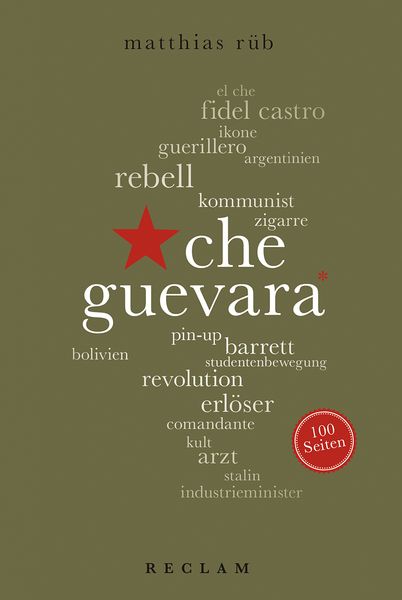 matthias rüb
el che
fidel castro
ikone
guerillero
argentinien
rebell
kommunist
zigarre
che
guevara*
pin-up
barrett
bolivien
studentenbewegung
revolution
erlöser
comandante
100
Seiten
kult
arzt
stalin
industrieminister
RECLAM